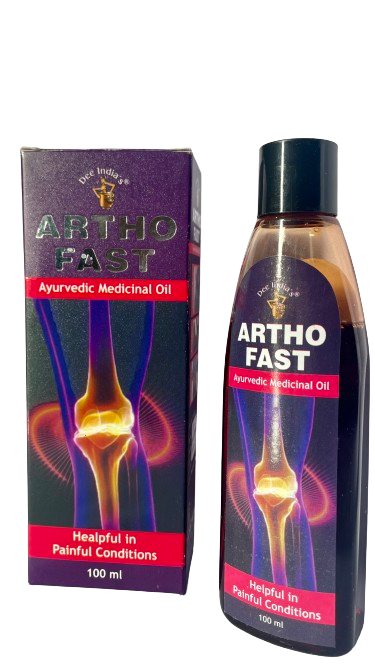 Dee India's®
ARTHO
FAST
Ayurvedic Medicinal Oil
Healpful in
Painful Conditions
100 ml
Dee India's®
ARTHO
FAST
Ayurvedic Medicinal Oil
Helpful in
Painful Conditions
100 ml